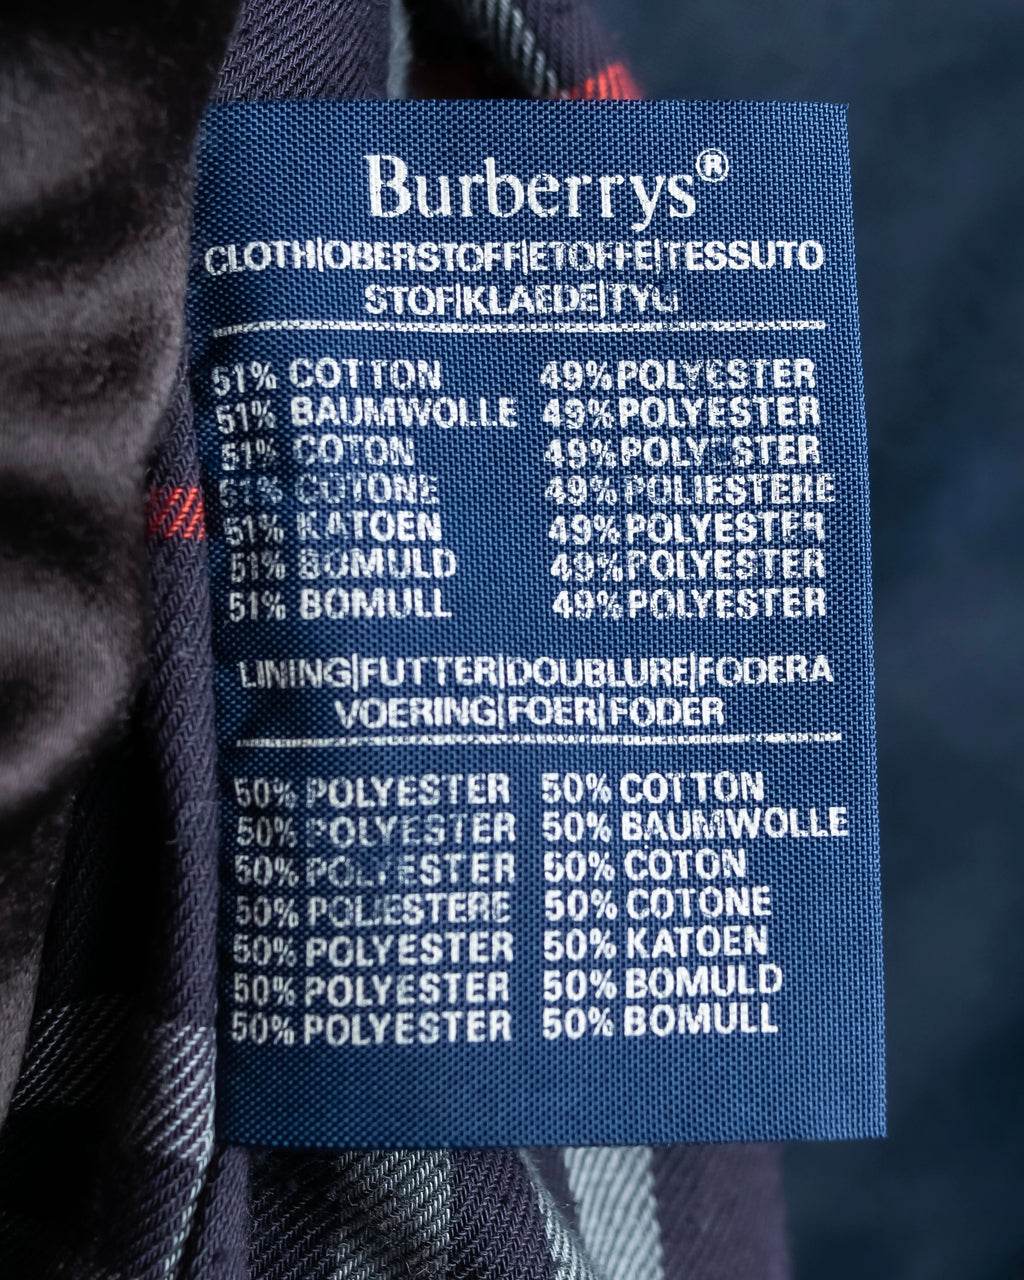 Burberrys®
CLOTH|OBERSTOFF|ETOFFE|TESSUTO
STOF|KLAEDE|TYG
51% COTTON 49% POLYESTER
51% BAUMWOLLE 49% POLYESTER
51% COTON 49% POLYESTER
51% COTONE 49% POLIESTERE
51% KATOEN 49% POLYESTER
51% BOMULD 49% POLYESTER
51% BOMULL 49% POLYESTER
LINING|FUTTER|DOUBLURE|FODERA
VOERING|FOER|FODER
50% POLYESTER 50% COTTON
50% POLYESTER 50% BAUMWOLLE
50% POLYESTER 50% COTON
50% POLIESTERE 50% COTONE
50% POLYESTER 50% KATOEN
50% POLYESTER 50% BOMULD
50% POLYESTER 50% BOMULL